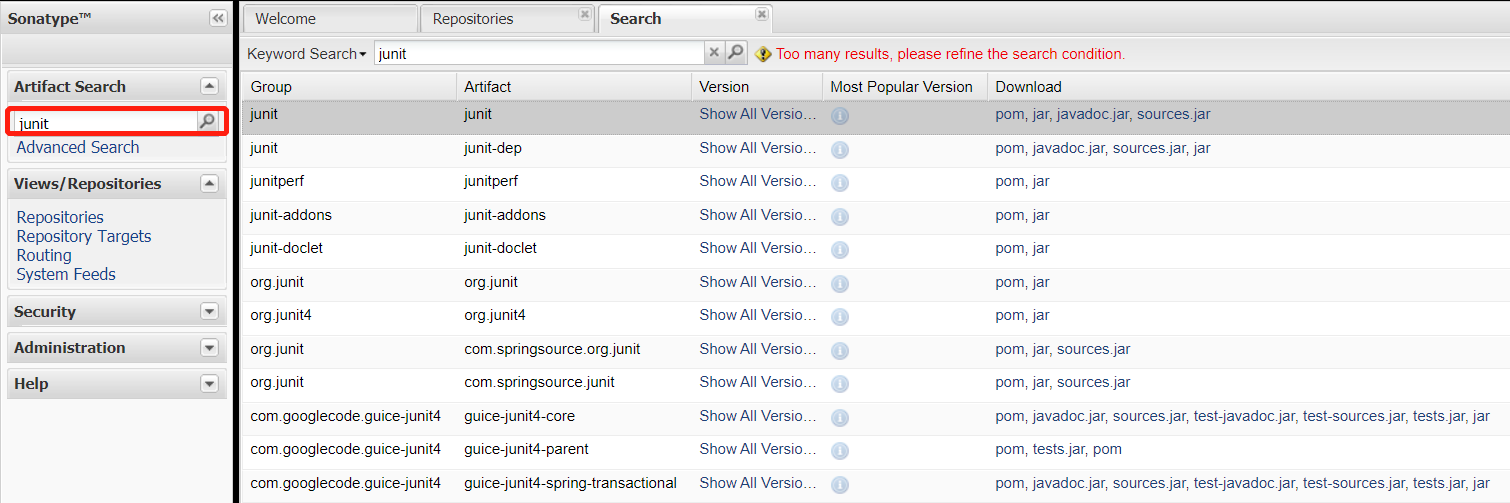 Sonatype™
Artifact Search
junit
Advanced Search
Views/Repositories
Repositories
Repository Targets
Routing
System Feeds
Security
Administration
Help
Welcome Repositories Search
Keyword Search junit Too many results, please refine the search condition.
Group Artifact Version Most Popular Version Download
junit junit Show All Versio... pom, jar, javadoc.jar, sources.jar
junit junit-dep Show All Versio... pom, javadoc.jar, sources.jar, jar
junitperf junitperf Show All Versio... pom, jar
junit-addons junit-addons Show All Versio... pom, jar
junit-doclet junit-doclet Show All Versio... pom, jar
org.junit org.junit Show All Versio... pom, jar
org.junit4 org.junit4 Show All Versio... pom, jar
org.junit com.springsource.org.junit Show All Versio... pom, jar, sources.jar
org.junit com.springsource.junit Show All Versio... pom, jar, sources.jar
com.googlecode.guice-junit4 guice-junit4-core Show All Versio... pom, javadoc.jar, sources.jar, test-javadoc.jar, test-sources.jar, tests.jar, jar
com.googlecode.guice-junit4 guice-junit4-parent Show All Versio... pom, tests.jar, pom
com.googlecode.guice-junit4 guice-junit4-spring-transactional Show All Versio... pom, javadoc.jar, sources.jar, test-javadoc.jar, test-sources.jar, tests.jar, jar